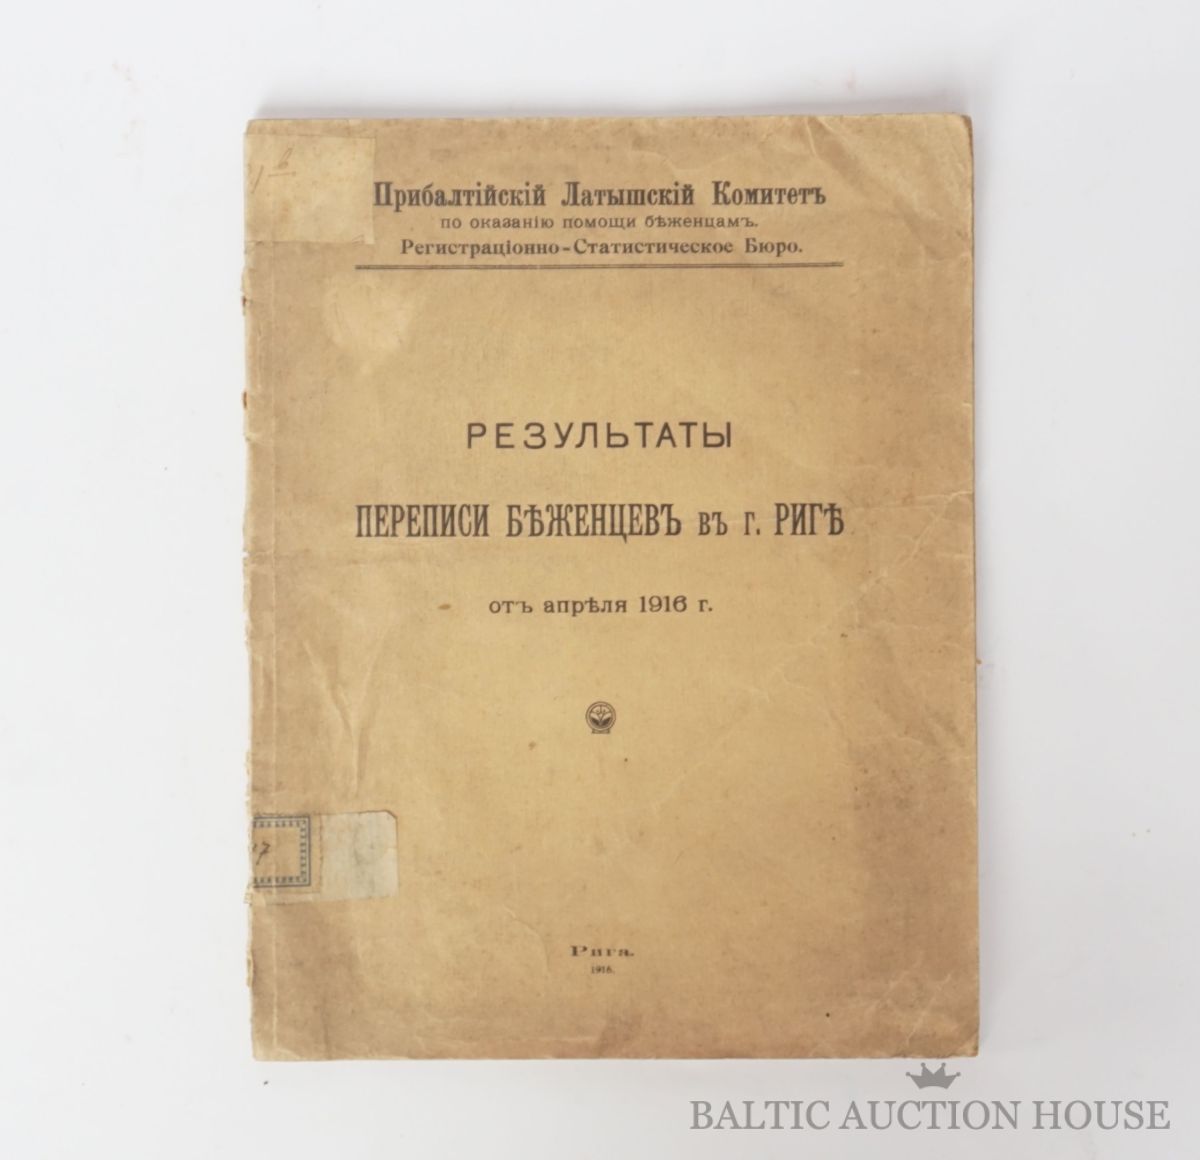 Прибалтійскій Латышскій Комитетъ
по оказанію помощи бѣженцамъ.
Регистраціонно-Статистическое Бюро.
РЕЗУЛЬТАТЫ
ПЕРЕПИСИ БѢЖЕНЦЕВЪ въ г. РИГѢ
отъ апрѣля 1916 г.
Рига.
1916.
BALTIC AUCTION HOUSE